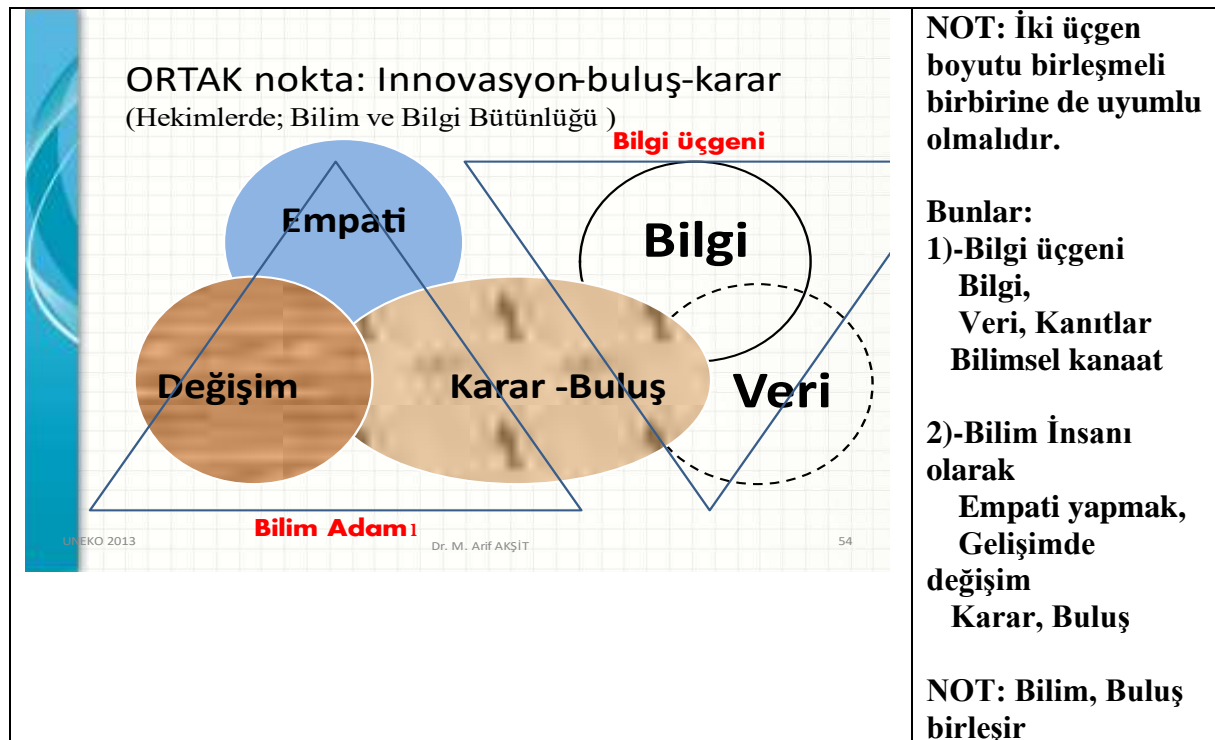 ORTAK nokta: Innovasyon-buluş-karar
(Hekimlerde; Bilim ve Bilgi Bütünlüğü )
Bilgi üçgeni
Empati
Bilgi
Değişim
Karar -Buluş
Veri
Bilim Adamı
ÜNEKO 2013
Dr. M. Arif AKŞİT
54
NOT: İki üçgen
boyutu birleşmeli
birbirine de uyumlu
olmalıdır.
Bunlar:
1)-Bilgi üçgeni
Bilgi,
Veri, Kanıtlar
Bilimsel kanaat
2)-Bilim İnsanı
olarak
Empati yapmak,
Gelişimde
değişim
Karar, Buluş
NOT: Bilim, Buluş
birleşir